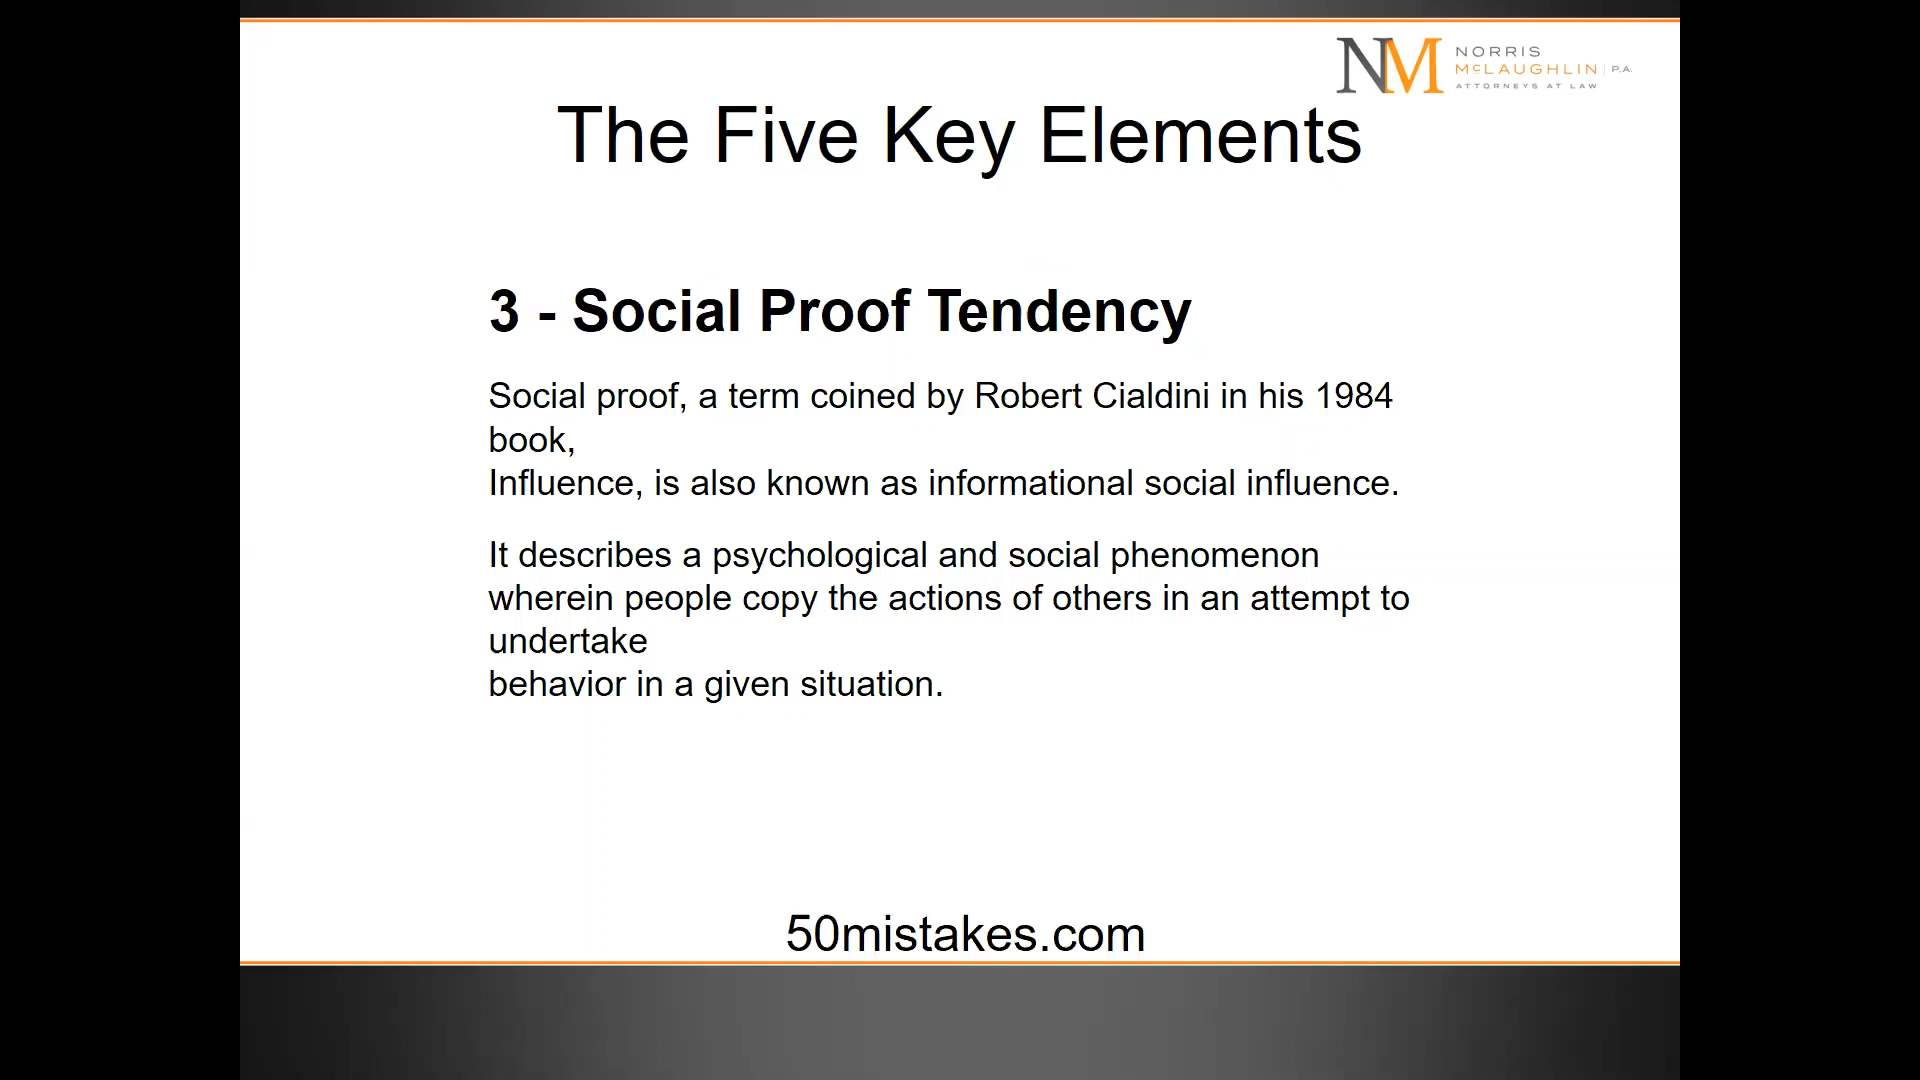 NORRIS
McLAUGHLIN P.A.
ATTORNEYS AT LAW
The Five Key Elements
3 - Social Proof Tendency
Social proof, a term coined by Robert Cialdini in his 1984
book,
Influence, is also known as informational social influence.
It describes a psychological and social phenomenon
wherein people copy the actions of others in an attempt to
undertake
behavior in a given situation.
50mistakes.com